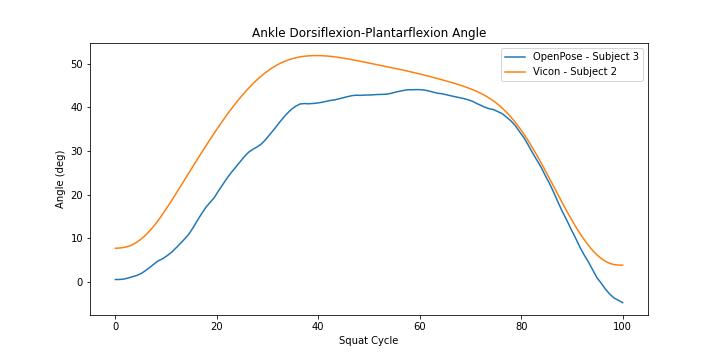 Ankle Dorsiflexion-Plantarflexion Angle
OpenPose - Subject 3
Vicon - Subject 2
Angle (deg)
50
40
30
20
10
0
0 20 40 60 80 100
Squat Cycle